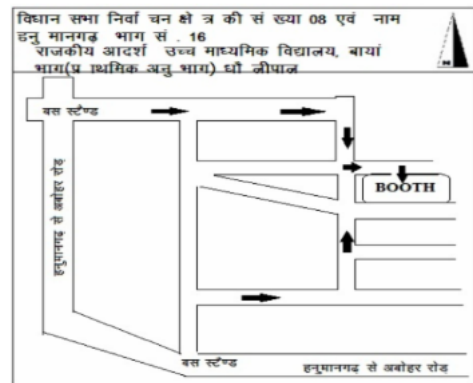 विधान सभा निर्वा चन क्षे त्र की सं ख्या 08 एवं नाम
हनु मानगढ़ भाग सं . 16
राजकीय आदर्श उच्च माध्यमिक विद्यालय, बायां
भाग(प्र ाथमिक अनु भाग) धौ लीपाल
N
बस स्टैण्ड
BOOTH
हनुमानगढ़ से अबोहर रोड़
बस स्टैण्ड
हनुमानगढ़ से अबोहर रोड़